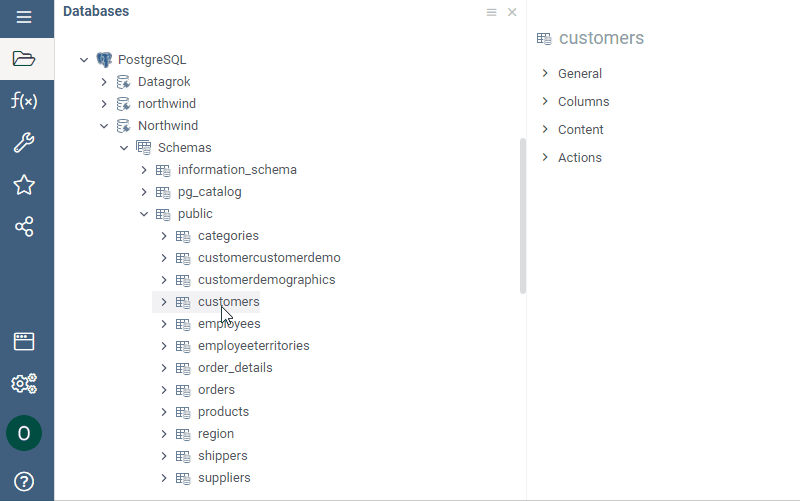 Databases
PostgreSQL
Datagrok
northwind
Northwind
Schemas
information_schema
pg_catalog
public
categories
customercustomerdemo
customerdemographics
customers
employees
employeeterritories
order_details
orders
products
region
shippers
suppliers
f(x)
O
?
customers
General
Columns
Content
Actions